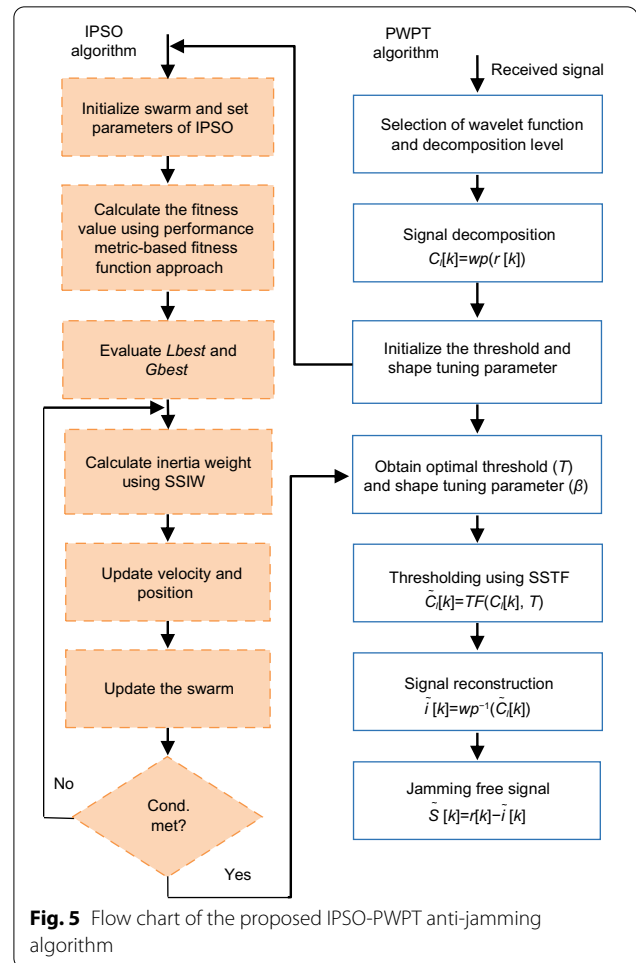 IPSO
algorithm
Initialize swarm and set
parameters of IPSO
Calculate the fitness
value using performance
metric-based fitness
function approach
Evaluate Lbest and
Gbest
Calculate inertia weight
using SSIW
Update velocity and
position
Update the swarm
Cond.
met?
No
Yes
PWPT
algorithm
Received signal
Selection of wavelet function
and decomposition level
Signal decomposition
Cₗ[k]=wp(r [k])
Initialize the threshold and
shape tuning parameter
Obtain optimal threshold (T)
and shape tuning parameter (β)
Thresholding using SSTF
C̃ₗ[k]=TF(Cₗ[k], T)
Signal reconstruction
ĩ [k]=wp⁻¹(C̃ₗ[k])
Jamming free signal
S̃ [k]=r[k]−ĩ [k]
Fig. 5 Flow chart of the proposed IPSO-PWPT anti-jamming
algorithm